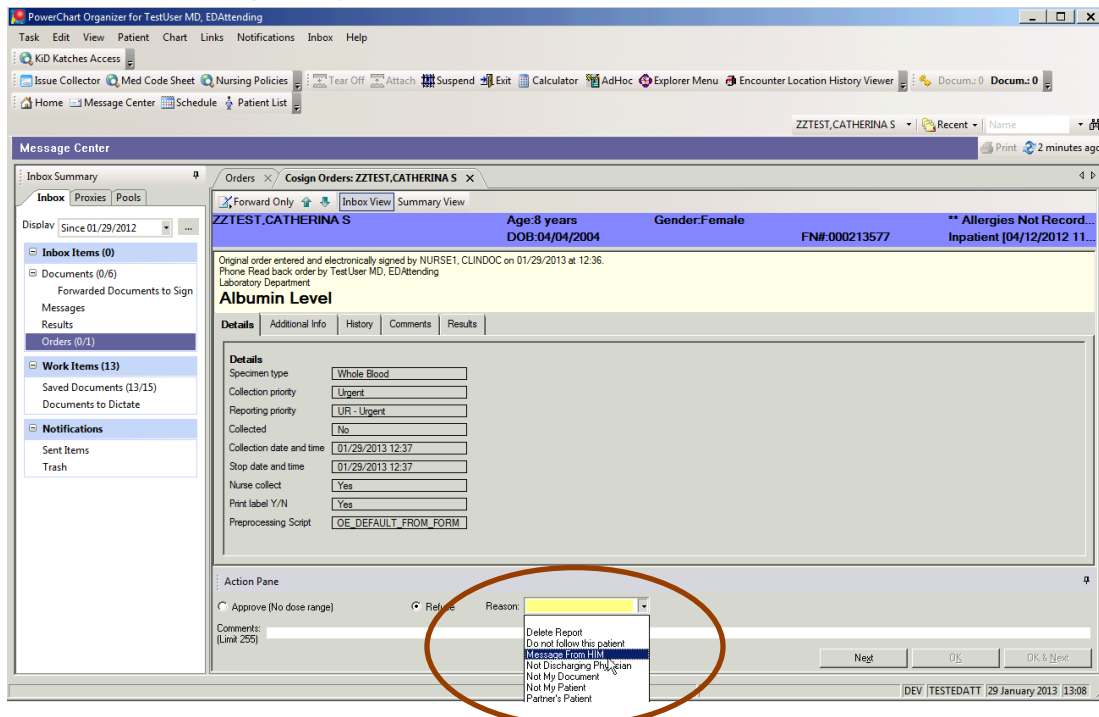 PowerChart Organizer for TestUser MD, EDAttending
Task Edit View Patient Chart Links Notifications Inbox Help
KiD Katches Access
Issue Collector Med Code Sheet Nursing Policies Tear Off Attach Suspend Exit Calculator AdHoc Explorer Menu Encounter Location History Viewer Docum.: 0 Docum.: 0
Home Message Center Schedule Patient List
ZZTEST,CATHERINA S Recent Name
Message Center Print 2 minutes ago
Inbox Summary
Inbox Proxies Pools
Display Since 01/29/2012 ...
Inbox Items (0)
Documents (0/6)
Forwarded Documents to Sign
Messages
Results
Orders (0/1)
Work Items (13)
Saved Documents (13/15)
Documents to Dictate
Notifications
Sent Items
Trash
Orders Cosign Orders: ZZTEST,CATHERINA S
Forward Only Inbox View Summary View
ZZTEST,CATHERINA S Age:8 years Gender:Female ** Allergies Not Record...
DOB:04/04/2004 FN#:000213577 Inpatient [04/12/2012 11...
Original order entered and electronically signed by NURSE1, CLINDOC on 01/29/2013 at 12:36.
Phone Read back order by TestUser MD, EDAttending
Laboratory Department
Albumin Level
Details Additional Info History Comments Results
Details
Specimen type Whole Blood
Collection priority Urgent
Reporting priority UR - Urgent
Collected No
Collection date and time 01/29/2013 12:37
Stop date and time 01/29/2013 12:37
Nurse collect Yes
Print label Y/N Yes
Preprocessing Script OE_DEFAULT_FROM_FORM
Action Pane
Approve (No dose range) Refuse Reason:
Comments:
(Limit 255)
Delete Report
Do not follow this patient
Message From HIM
Not Discharging Physician
Not My Document
Not My Patient
Partner's Patient
Next OK OK & Next
DEV TESTEDATT 29 January 2013 13:08